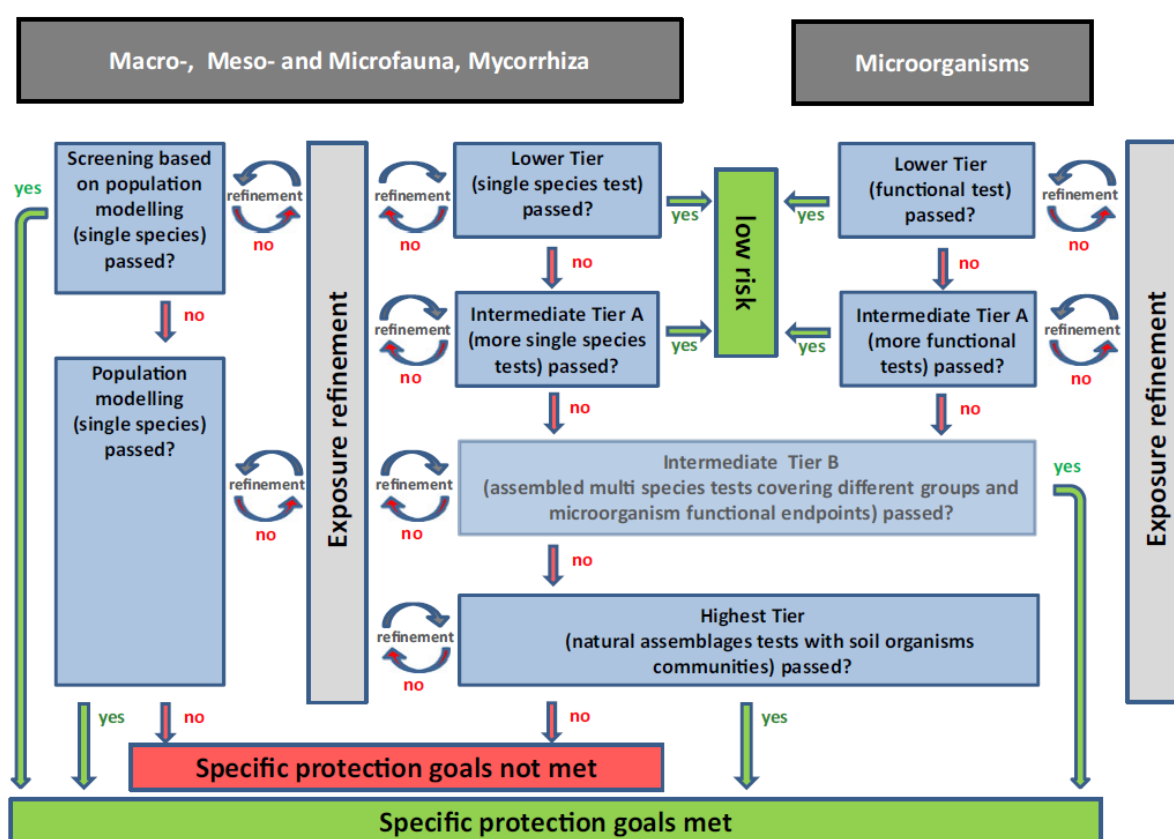 Macro-, Meso- and Microfauna, Mycorrhiza
Microorganisms
Screening based
on population
modelling
(single species)
passed?
yes
refinement
no
no
Population
modelling
(single species)
passed?
refinement
no
yes
no
Exposure refinement
Lower Tier
(single species test)
passed?
refinement
no
yes
no
Intermediate Tier A
(more single species
tests) passed?
refinement
no
yes
no
low risk
Lower Tier
(functional test)
passed?
yes
refinement
no
no
Intermediate Tier A
(more functional
tests) passed?
yes
refinement
no
no
Exposure refinement
Intermediate Tier B
(assembled multi species tests covering different groups and
microorganism functional endpoints) passed?
refinement
no
yes
no
Highest Tier
(natural assemblages tests with soil organisms
communities) passed?
refinement
no
no
yes
Specific protection goals not met
Specific protection goals met